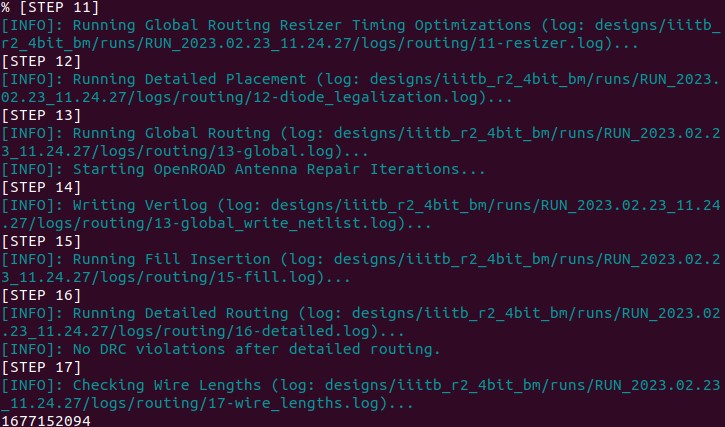 % [STEP 11]
[INFO]: Running Global Routing Resizer Timing Optimizations (log: designs/iiitb_
r2_4bit_bm/runs/RUN_2023.02.23_11.24.27/logs/routing/11-resizer.log)...
[STEP 12]
[INFO]: Running Detailed Placement (log: designs/iiitb_r2_4bit_bm/runs/RUN_2023.
02.23_11.24.27/logs/routing/12-diode_legalization.log)...
[STEP 13]
[INFO]: Running Global Routing (log: designs/iiitb_r2_4bit_bm/runs/RUN_2023.02.2
3_11.24.27/logs/routing/13-global.log)...
[INFO]: Starting OpenROAD Antenna Repair Iterations...
[STEP 14]
[INFO]: Writing Verilog (log: designs/iiitb_r2_4bit_bm/runs/RUN_2023.02.23_11.24
.27/logs/routing/13-global_write_netlist.log)...
[STEP 15]
[INFO]: Running Fill Insertion (log: designs/iiitb_r2_4bit_bm/runs/RUN_2023.02.2
3_11.24.27/logs/routing/15-fill.log)...
[STEP 16]
[INFO]: Running Detailed Routing (log: designs/iiitb_r2_4bit_bm/runs/RUN_2023.02
.23_11.24.27/logs/routing/16-detailed.log)...
[INFO]: No DRC violations after detailed routing.
[STEP 17]
[INFO]: Checking Wire Lengths (log: designs/iiitb_r2_4bit_bm/runs/RUN_2023.02.23
_11.24.27/logs/routing/17-wire_lengths.log)...
1677152094